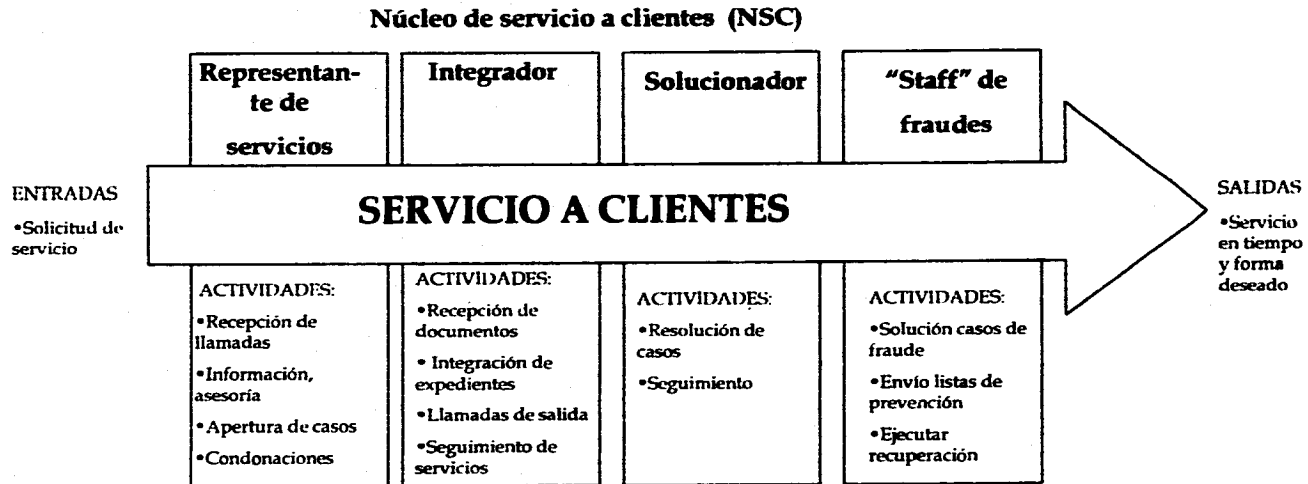 Núcleo de servicio a clientes (NSC)
Representan-
te de
servicios
Integrador
Solucionador
"Staff" de
fraudes
ENTRADAS
•Solicitud de
servicio
SERVICIO A CLIENTES
SALIDAS
•Servicio
en tiempo
y forma
deseado
ACTIVIDADES:
•Recepción de
llamadas
•Información,
asesoría
•Apertura de casos
•Condonaciones
ACTIVIDADES:
•Recepción de
documentos
• Integración de
expedientes
•Llamadas de salida
•Seguimiento de
servicios
ACTIVIDADES:
•Resolución de
casos
•Seguimiento
ACTIVIDADES:
•Solución casos de
fraude
•Envío listas de
prevención
•Ejecutar
recuperación